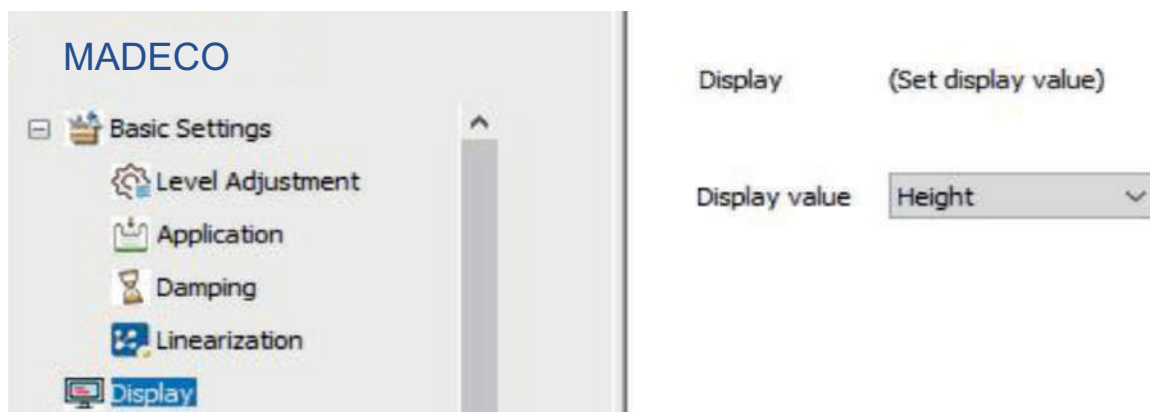 MADECO
Basic Settings
Level Adjustment
Application
Damping
Linearization
Display
Display (Set display value)
Display value Height